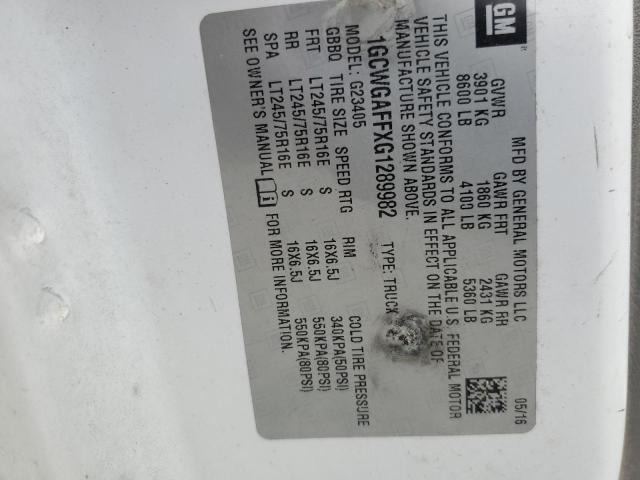 GM
MFD BY GENERAL MOTORS LLC 05/16
GVWR GAWR FRT GAWR RR
3901 KG 1860 KG 2431 KG
8600 LB 4100 LB 5360 LB
THIS VEHICLE CONFORMS TO ALL APPLICABLE U.S. FEDERAL MOTOR
VEHICLE SAFETY STANDARDS IN EFFECT ON THE DATE OF
MANUFACTURE SHOWN ABOVE.
1GCWGAFFXG1289982 TYPE: TRUCK
MODEL: G23405
GBBQ TIRE SIZE SPEED RTG RIM COLD TIRE PRESSURE
FRT LT245/75R16E S 16X6.5J 340KPA(50PSI)
RR LT245/75R16E S 16X6.5J 550KPA(80PSI)
SPA LT245/75R16E S 16X6.5J 550KPA(80PSI)
SEE OWNER'S MANUAL FOR MORE INFORMATION.